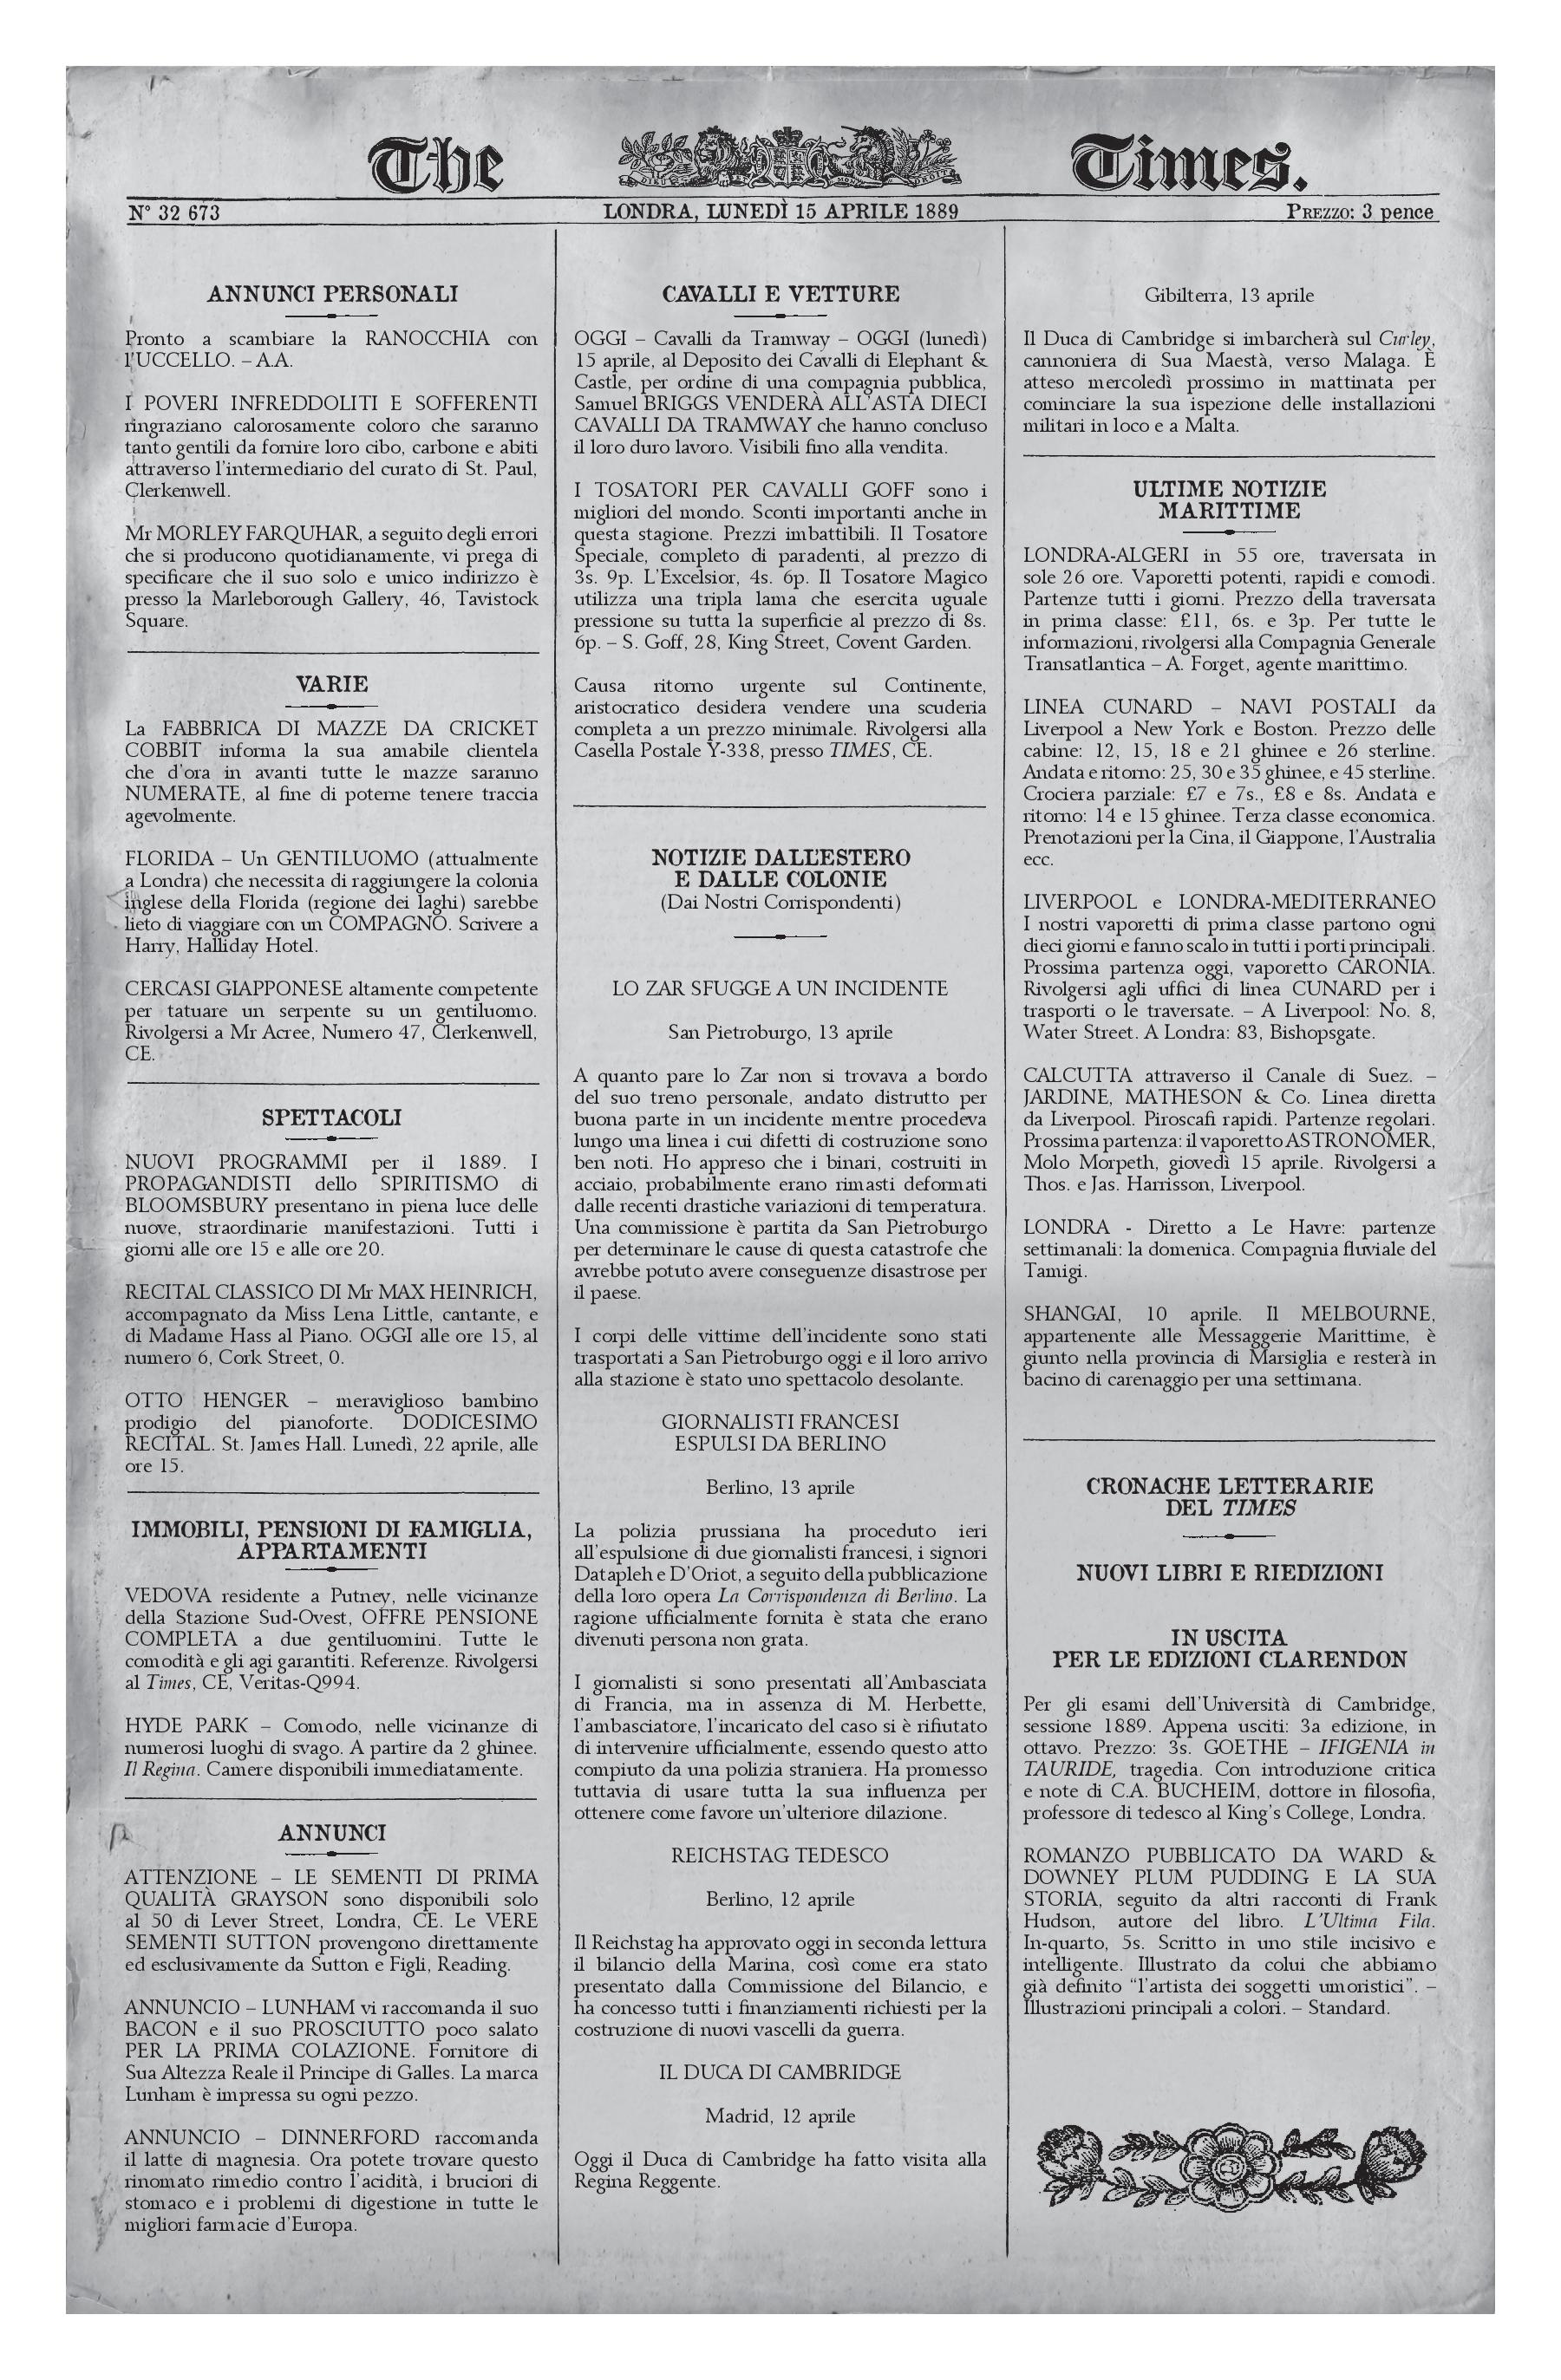 The Times.
N° 32 673 LONDRA, LUNEDÌ 15 APRILE 1889 PREZZO: 3 pence
ANNUNCI PERSONALI
Pronto a scambiare la RANOCCHIA con
l'UCCELLO. – A.A.
I POVERI INFREDDOLITI E SOFFERENTI
ringraziano calorosamente coloro che saranno
tanto gentili da fornire loro cibo, carbone e abiti
attraverso l'intermediario del curato di St. Paul,
Clerkenwell.
Mr MORLEY FARQUHAR, a seguito degli errori
che si producono quotidianamente, vi prega di
specificare che il suo solo e unico indirizzo è
presso la Marleborough Gallery, 46, Tavistock
Square.
VARIE
La FABBRICA DI MAZZE DA CRICKET
COBBIT informa la sua amabile clientela
che d'ora in avanti tutte le mazze saranno
NUMERATE, al fine di poterne tenere traccia
agevolmente.
FLORIDA – Un GENTILUOMO (attualmente
a Londra) che necessita di raggiungere la colonia
inglese della Florida (regione dei laghi) sarebbe
lieto di viaggiare con un COMPAGNO. Scrivere a
Harry, Halliday Hotel.
CERCASI GIAPPONESE altamente competente
per tatuare un serpente su un gentiluomo.
Rivolgersi a Mr Acree, Numero 47, Clerkenwell,
CE.
SPETTACOLI
NUOVI PROGRAMMI per il 1889. I
PROPAGANDISTI dello SPIRITISMO di
BLOOMSBURY presentano in piena luce delle
nuove, straordinarie manifestazioni. Tutti i
giorni alle ore 15 e alle ore 20.
RECITAL CLASSICO DI Mr MAX HEINRICH,
accompagnato da Miss Lena Little, cantante, e
di Madame Hass al Piano. OGGI alle ore 15, al
numero 6, Cork Street, 0.
OTTO HENGER – meraviglioso bambino
prodigio del pianoforte. DODICESIMO
RECITAL. St. James Hall. Lunedì, 22 aprile, alle
ore 15.
IMMOBILI, PENSIONI DI FAMIGLIA,
APPARTAMENTI
VEDOVA residente a Putney, nelle vicinanze
della Stazione Sud-Ovest, OFFRE PENSIONE
COMPLETA a due gentiluomini. Tutte le
comodità e gli agi garantiti. Referenze. Rivolgersi
al Times, CE, Veritas-Q994.
HYDE PARK – Comodo, nelle vicinanze di
numerosi luoghi di svago. A partire da 2 ghinee.
Il Regina. Camere disponibili immediatamente.
ANNUNCI
ATTENZIONE – LE SEMENTI DI PRIMA
QUALITÀ GRAYSON sono disponibili solo
al 50 di Lever Street, Londra, CE. Le VERE
SEMENTI SUTTON provengono direttamente
ed esclusivamente da Sutton e Figli, Reading.
ANNUNCIO – LUNHAM vi raccomanda il suo
BACON e il suo PROSCIUTTO poco salato
PER LA PRIMA COLAZIONE. Fornitore di
Sua Altezza Reale il Principe di Galles. La marca
Lunham è impressa su ogni pezzo.
ANNUNCIO – DINNERFORD raccomanda
il latte di magnesia. Ora potete trovare questo
rinomato rimedio contro l'acidità, i bruciori di
stomaco e i problemi di digestione in tutte le
migliori farmacie d'Europa.
CAVALLI E VETTURE
OGGI – Cavalli da Tramway – OGGI (lunedì)
15 aprile, al Deposito dei Cavalli di Elephant &
Castle, per ordine di una compagnia pubblica,
Samuel BRIGGS VENDERÀ ALL'ASTA DIECI
CAVALLI DA TRAMWAY che hanno concluso
il loro duro lavoro. Visibili fino alla vendita.
I TOSATORI PER CAVALLI GOFF sono i
migliori del mondo. Sconti importanti anche in
questa stagione. Prezzi imbattibili. Il Tosatore
Speciale, completo di paradenti, al prezzo di
3s. 9p. L'Excelsior, 4s. 6p. Il Tosatore Magico
utilizza una tripla lama che esercita uguale
pressione su tutta la superficie al prezzo di 8s.
6p. – S. Goff, 28, King Street, Covent Garden.
Causa ritorno urgente sul Continente,
aristocratico desidera vendere una scuderia
completa a un prezzo minimale. Rivolgersi alla
Casella Postale Y-338, presso TIMES, CE.
NOTIZIE DALL'ESTERO
E DALLE COLONIE
(Dai Nostri Corrispondenti)
LO ZAR SFUGGE A UN INCIDENTE
San Pietroburgo, 13 aprile
A quanto pare lo Zar non si trovava a bordo
del suo treno personale, andato distrutto per
buona parte in un incidente mentre procedeva
lungo una linea i cui difetti di costruzione sono
ben noti. Ho appreso che i binari, costruiti in
acciaio, probabilmente erano rimasti deformati
dalle recenti drastiche variazioni di temperatura.
Una commissione è partita da San Pietroburgo
per determinare le cause di questa catastrofe che
avrebbe potuto avere conseguenze disastrose per
il paese.
I corpi delle vittime dell'incidente sono stati
trasportati a San Pietroburgo oggi e il loro arrivo
alla stazione è stato uno spettacolo desolante.
GIORNALISTI FRANCESI
ESPULSI DA BERLINO
Berlino, 13 aprile
La polizia prussiana ha proceduto ieri
all'espulsione di due giornalisti francesi, i signori
Datapleh e D'Oriot, a seguito della pubblicazione
della loro opera La Corrispondenza di Berlino. La
ragione ufficialmente fornita è stata che erano
divenuti persona non grata.
I giornalisti si sono presentati all'Ambasciata
di Francia, ma in assenza di M. Herbette,
l'ambasciatore, l'incaricato del caso si è rifiutato
di intervenire ufficialmente, essendo questo atto
compiuto da una polizia straniera. Ha promesso
tuttavia di usare tutta la sua influenza per
ottenere come favore un'ulteriore dilazione.
REICHSTAG TEDESCO
Berlino, 12 aprile
Il Reichstag ha approvato oggi in seconda lettura
il bilancio della Marina, così come era stato
presentato dalla Commissione del Bilancio, e
ha concesso tutti i finanziamenti richiesti per la
costruzione di nuovi vascelli da guerra.
IL DUCA DI CAMBRIDGE
Madrid, 12 aprile
Oggi il Duca di Cambridge ha fatto visita alla
Regina Reggente.
Gibilterra, 13 aprile
Il Duca di Cambridge si imbarcherà sul Curley,
cannoniera di Sua Maestà, verso Malaga. È
atteso mercoledì prossimo in mattinata per
cominciare la sua ispezione delle installazioni
militari in loco e a Malta.
ULTIME NOTIZIE
MARITTIME
LONDRA-ALGERI in 55 ore, traversata in
sole 26 ore. Vaporetti potenti, rapidi e comodi.
Partenze tutti i giorni. Prezzo della traversata
in prima classe: £11, 6s. e 3p. Per tutte le
informazioni, rivolgersi alla Compagnia Generale
Transatlantica – A. Forget, agente marittimo.
LINEA CUNARD – NAVI POSTALI da
Liverpool a New York e Boston. Prezzo delle
cabine: 12, 15, 18 e 21 ghinee e 26 sterline.
Andata e ritorno: 25, 30 e 35 ghinee, e 45 sterline.
Crociera parziale: £7 e 7s., £8 e 8s. Andata e
ritorno: 14 e 15 ghinee. Terza classe economica.
Prenotazioni per la Cina, il Giappone, l'Australia
ecc.
LIVERPOOL e LONDRA-MEDITERRANEO
I nostri vaporetti di prima classe partono ogni
dieci giorni e fanno scalo in tutti i porti principali.
Prossima partenza oggi, vaporetto CARONIA.
Rivolgersi agli uffici di linea CUNARD per i
trasporti o le traversate. – A Liverpool: No. 8,
Water Street. A Londra: 83, Bishopsgate.
CALCUTTA attraverso il Canale di Suez. –
JARDINE, MATHESON & Co. Linea diretta
da Liverpool. Piroscafi rapidi. Partenze regolari.
Prossima partenza: il vaporetto ASTRONOMER,
Molo Morpeth, giovedì 15 aprile. Rivolgersi a
Thos. e Jas. Harrisson, Liverpool.
LONDRA - Diretto a Le Havre: partenze
settimanali: la domenica. Compagnia fluviale del
Tamigi.
SHANGAI, 10 aprile. Il MELBOURNE,
appartenente alle Messaggerie Marittime, è
giunto nella provincia di Marsiglia e resterà in
bacino di carenaggio per una settimana.
CRONACHE LETTERARIE
DEL TIMES
NUOVI LIBRI E RIEDIZIONI
IN USCITA
PER LE EDIZIONI CLARENDON
Per gli esami dell'Università di Cambridge,
sessione 1889. Appena usciti: 3a edizione, in
ottavo. Prezzo: 3s. GOETHE – IFIGENIA in
TAURIDE, tragedia. Con introduzione critica
e note di C.A. BUCHEIM, dottore in filosofia,
professore di tedesco al King's College, Londra.
ROMANZO PUBBLICATO DA WARD &
DOWNEY PLUM PUDDING E LA SUA
STORIA, seguito da altri racconti di Frank
Hudson, autore del libro. L'Ultima Fila.
In-quarto, 5s. Scritto in uno stile incisivo e
intelligente. Illustrato da colui che abbiamo
già definito “l'artista dei soggetti umoristici”. –
Illustrazioni principali a colori. – Standard.